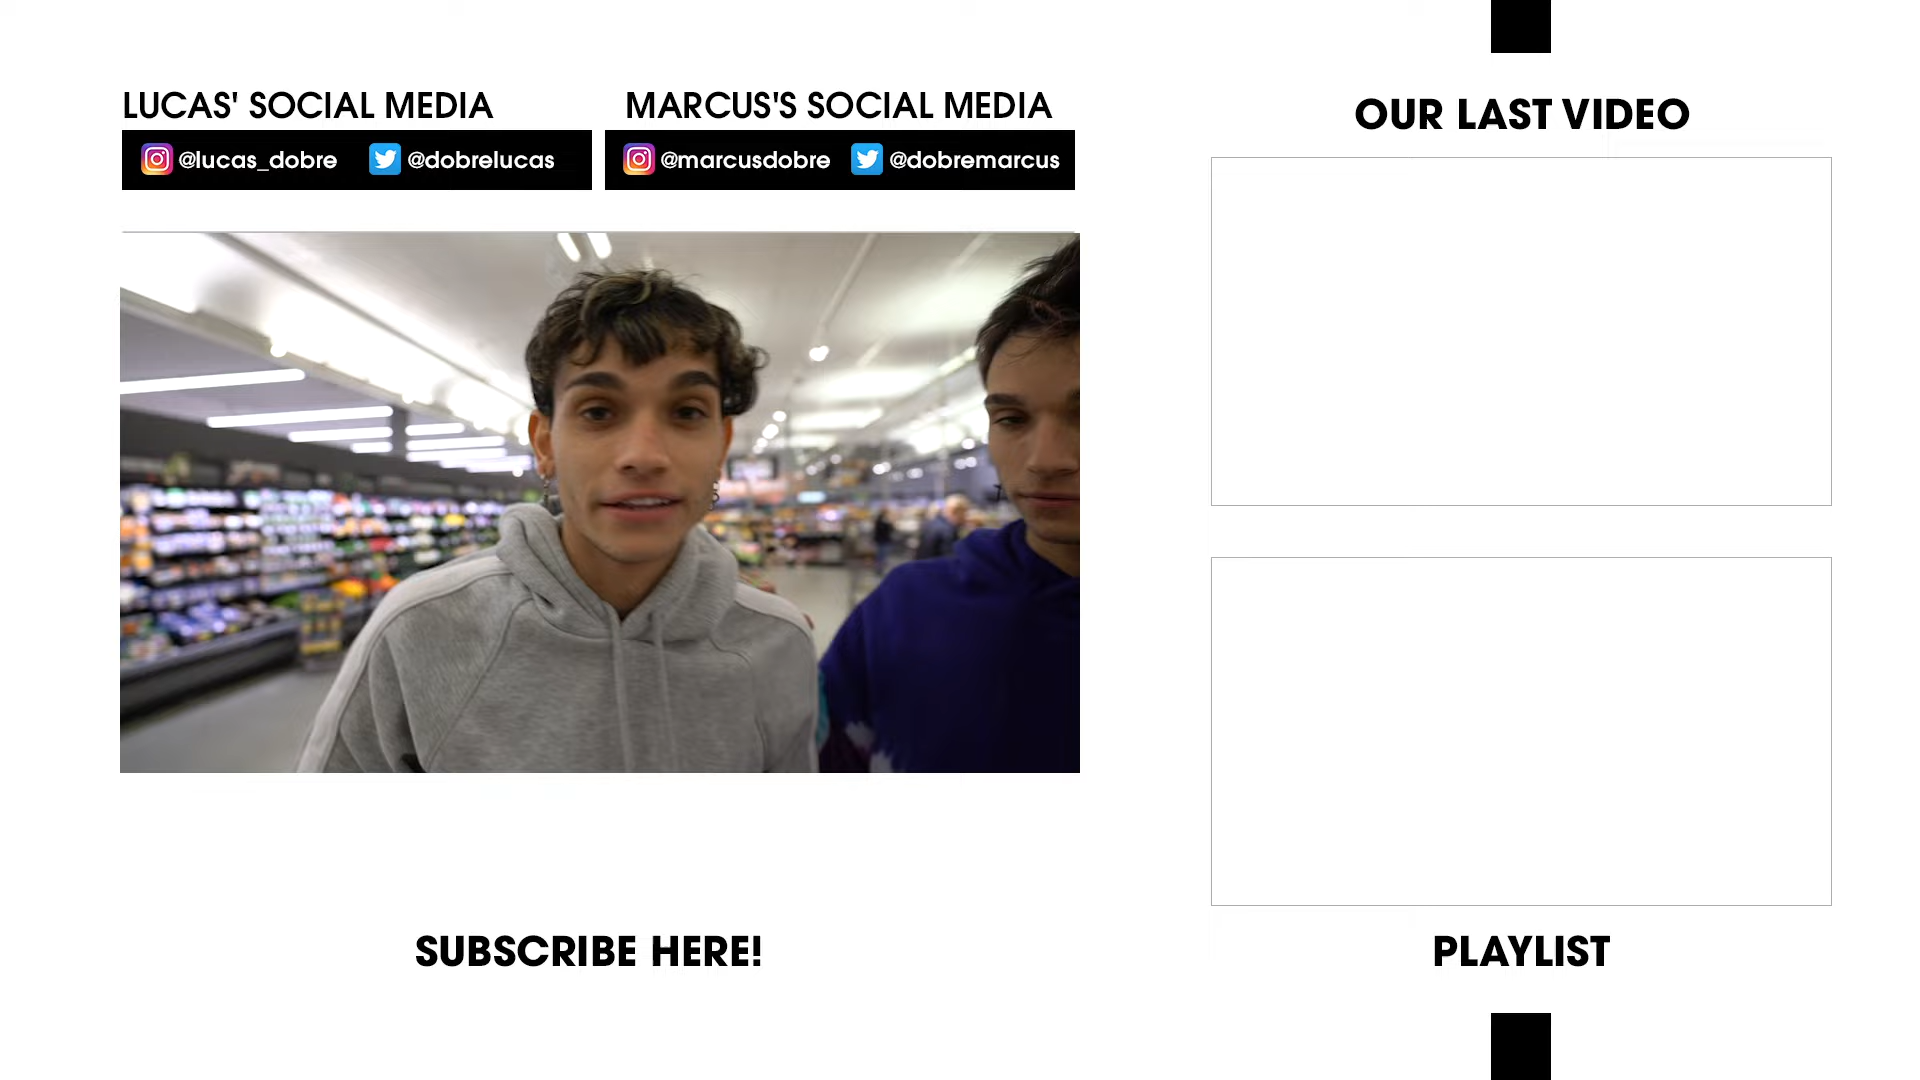 LUCAS' SOCIAL MEDIA
@lucas_dobre @dobrelucas
MARCUS'S SOCIAL MEDIA
@marcusdobre @dobremarcus
OUR LAST VIDEO
SUBSCRIBE HERE!
PLAYLIST